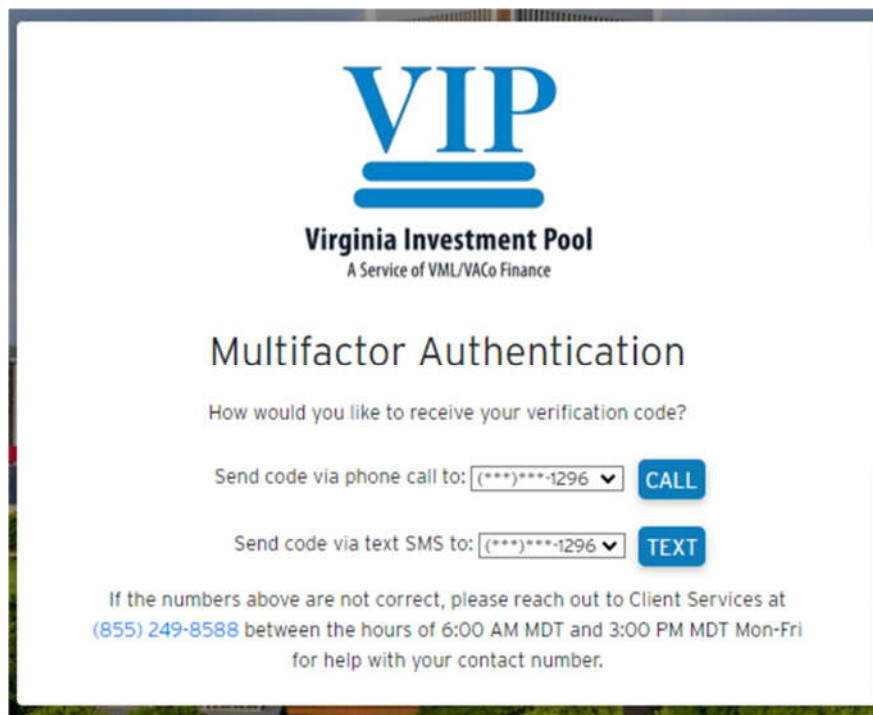 VIP
Virginia Investment Pool
A Service of VML/VACo Finance
Multifactor Authentication
How would you like to receive your verification code?
Send code via phone call to: (***)***-1296 CALL
Send code via text SMS to: (***)***-1296 TEXT
If the numbers above are not correct, please reach out to Client Services at
(855) 249-8588 between the hours of 6:00 AM MDT and 3:00 PM MDT Mon-Fri
for help with your contact number.